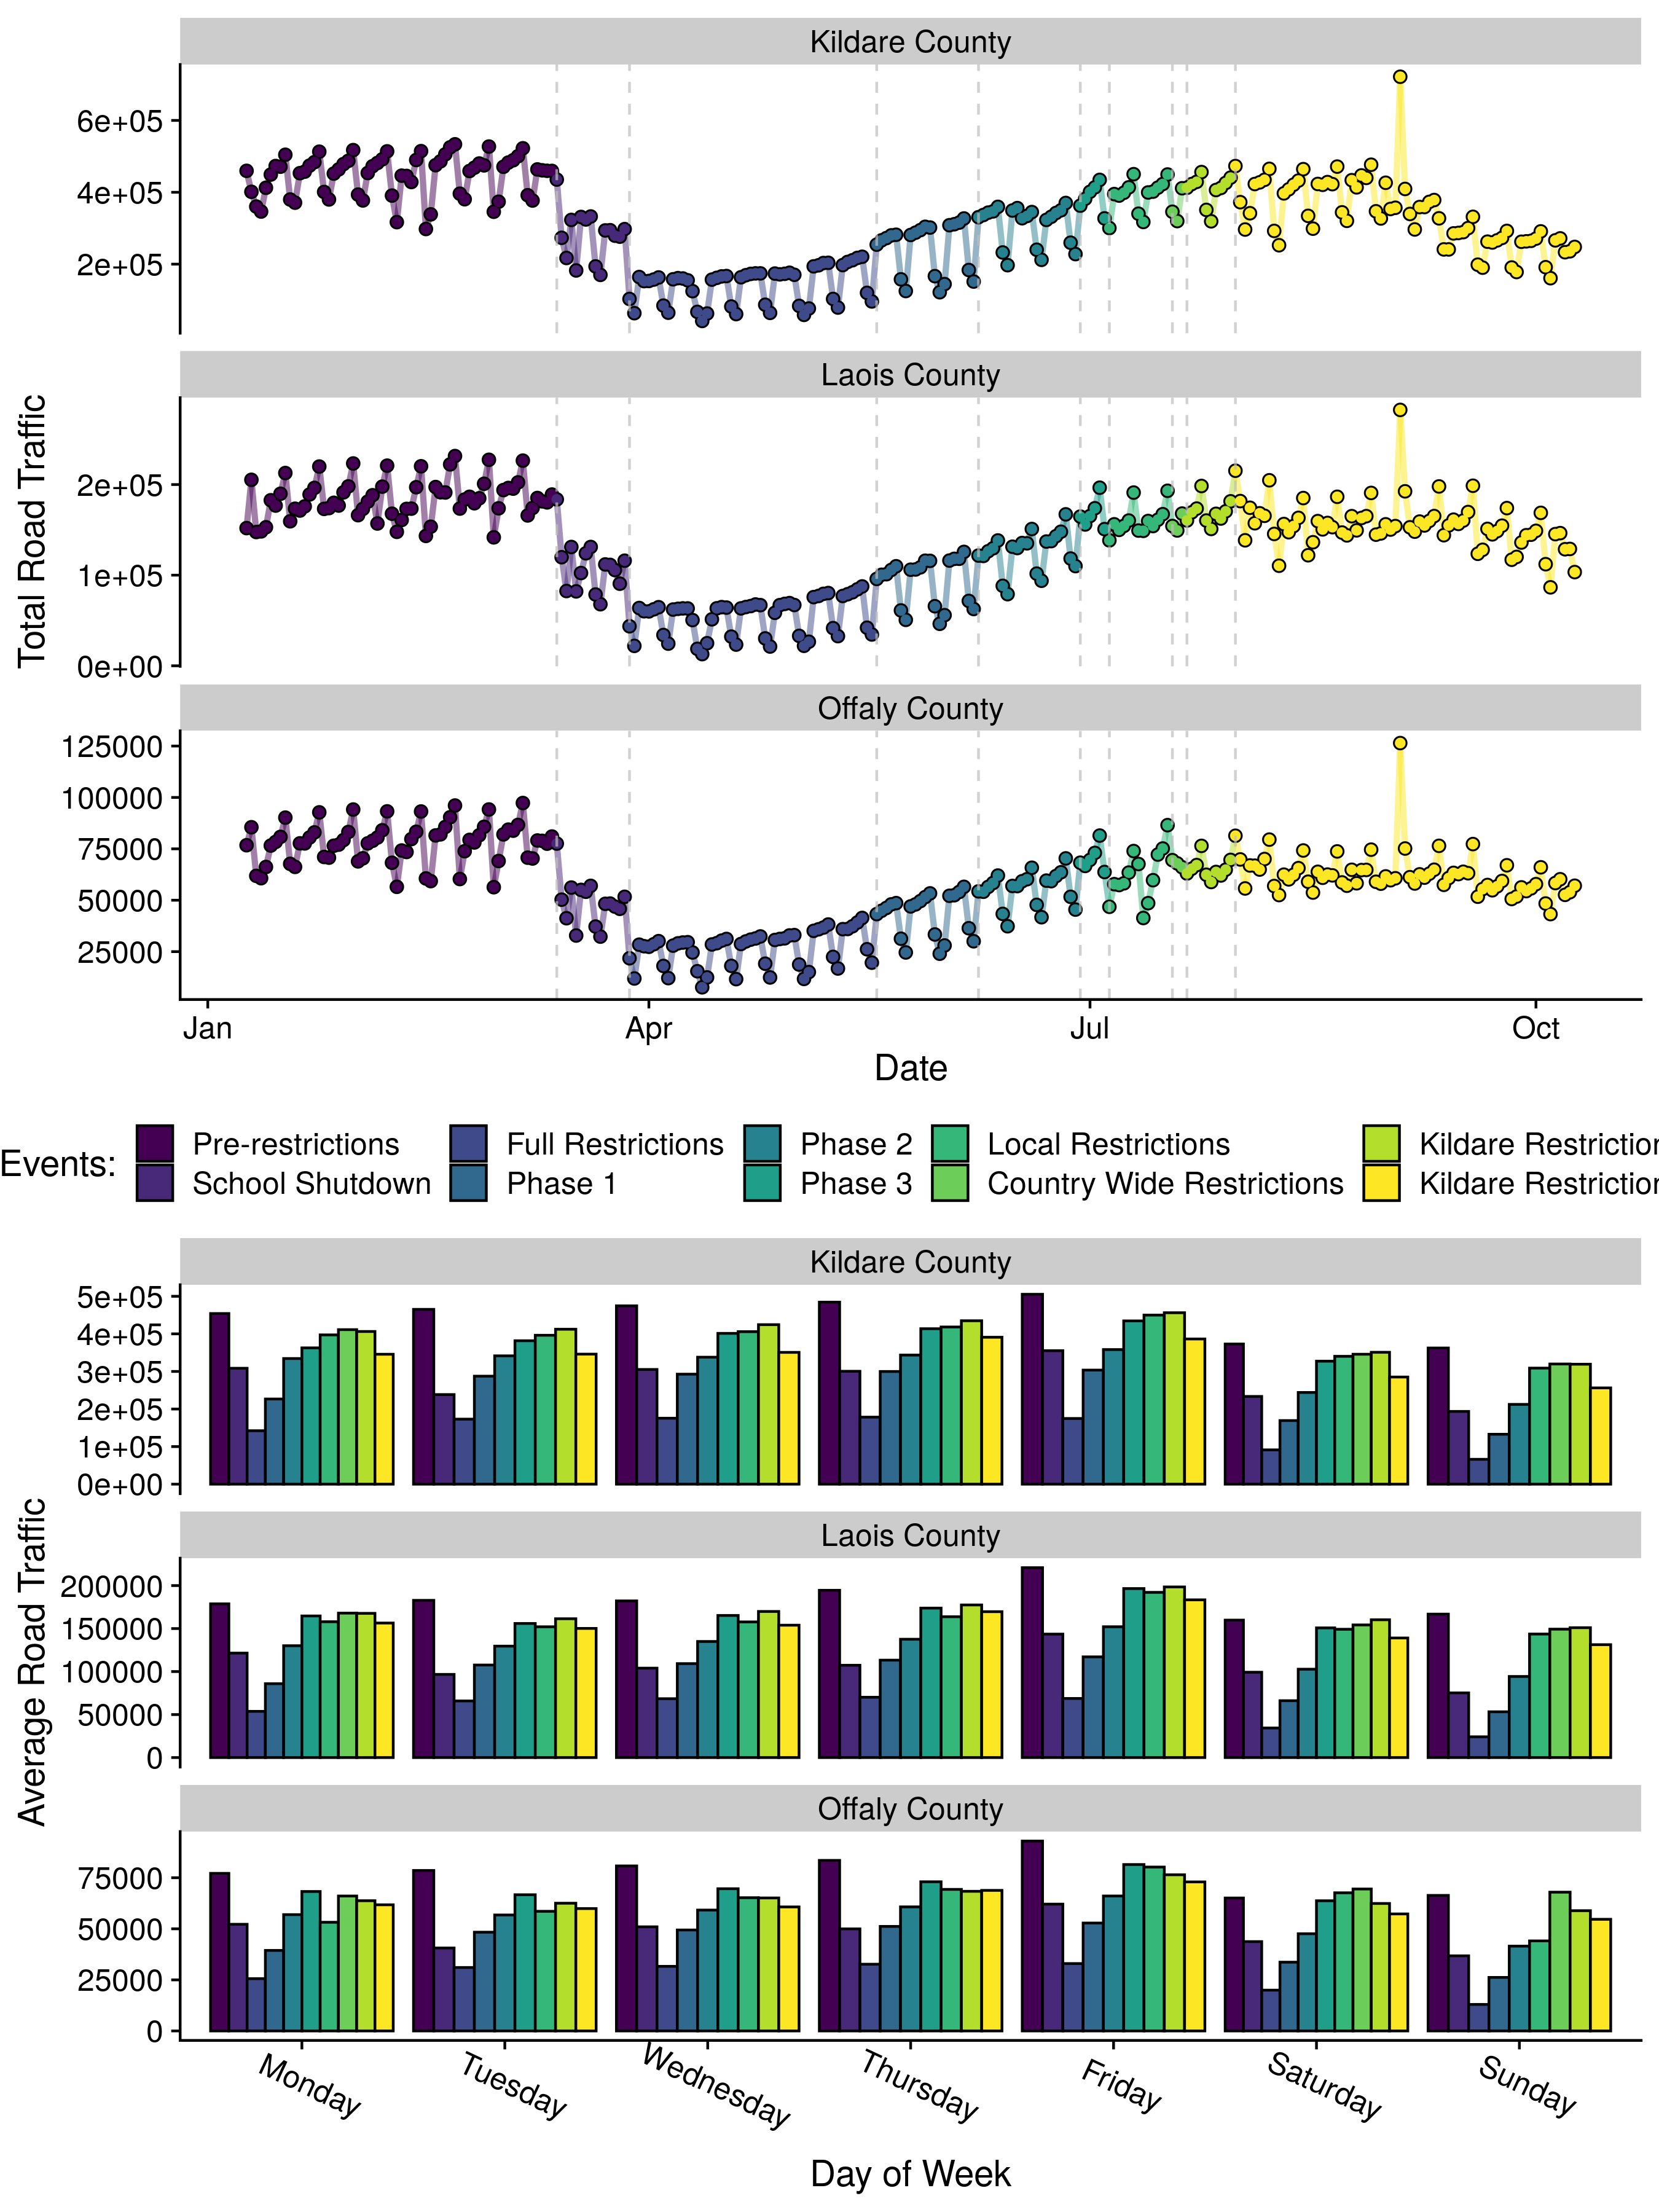 Kildare County
6e+05
4e+05
2e+05
Laois County
2e+05
1e+05
0e+00
Offaly County
125000
100000
75000
50000
25000
Total Road Traffic
Jan Apr Jul Oct
Date
Events:
Pre-restrictions Full Restrictions Phase 2 Local Restrictions Kildare Restriction
School Shutdown Phase 1 Phase 3 Country Wide Restrictions Kildare Restriction
Kildare County
5e+05
4e+05
3e+05
2e+05
1e+05
0e+00
Laois County
200000
150000
100000
50000
0
Offaly County
75000
50000
25000
0
Average Road Traffic
Monday Tuesday Wednesday Thursday Friday Saturday Sunday
Day of Week